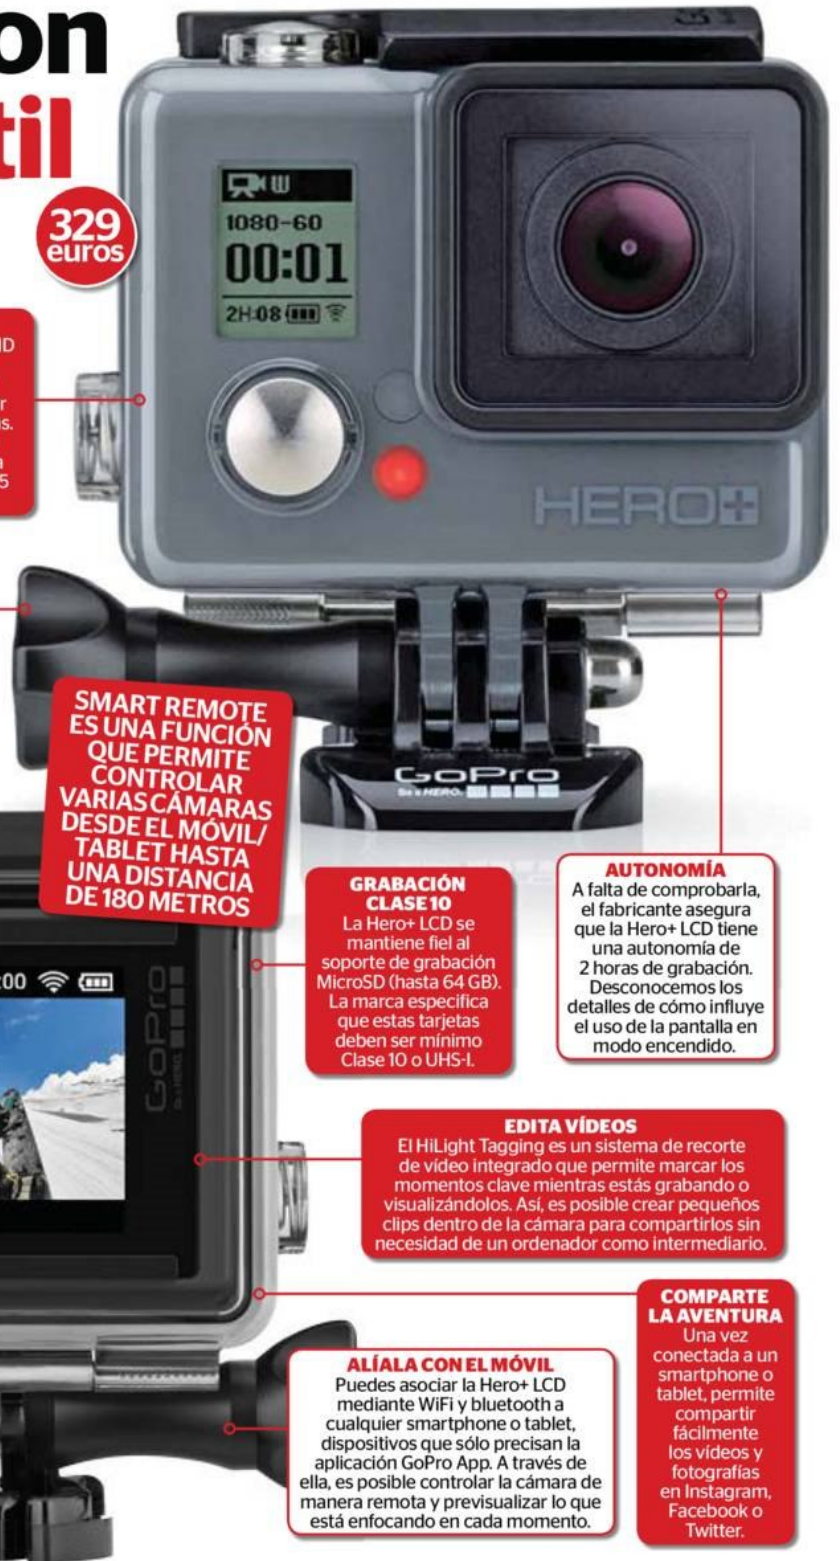 on
til
329
euros
W
1080-60
00:01
2H:08
HERO+
GoPro
Be a HERO.
SMART REMOTE
ES UNA FUNCIÓN
QUE PERMITE
CONTROLAR
VARIAS CÁMARAS
DESDE EL MÓVIL/
TABLET HASTA
UNA DISTANCIA
DE 180 METROS
:00
GoPro
GRABACIÓN
CLASE 10
La Hero+ LCD se
mantiene fiel al
soporte de grabación
MicroSD (hasta 64 GB).
La marca especifica
que estas tarjetas
deben ser mínimo
Clase 10 o UHS-I.
AUTONOMÍA
A falta de comprobarla,
el fabricante asegura
que la Hero+ LCD tiene
una autonomía de
2 horas de grabación.
Desconocemos los
detalles de cómo influye
el uso de la pantalla en
modo encendido.
EDITA VÍDEOS
El HiLight Tagging es un sistema de recorte
de vídeo integrado que permite marcar los
momentos clave mientras estás grabando o
visualizándolos. Así, es posible crear pequeños
clips dentro de la cámara para compartirlos sin
necesidad de un ordenador como intermediario.
COMPARTE
LA AVENTURA
Una vez
conectada a un
smartphone o
tablet, permite
compartir
fácilmente
los vídeos y
fotografías
en Instagram,
Facebook o
Twitter.
ALÍALA CON EL MÓVIL
Puedes asociar la Hero+ LCD
mediante WiFi y bluetooth a
cualquier smartphone o tablet,
dispositivos que sólo precisan la
aplicación GoPro App. A través de
ella, es posible controlar la cámara de
manera remota y previsualizar lo que
está enfocando en cada momento.